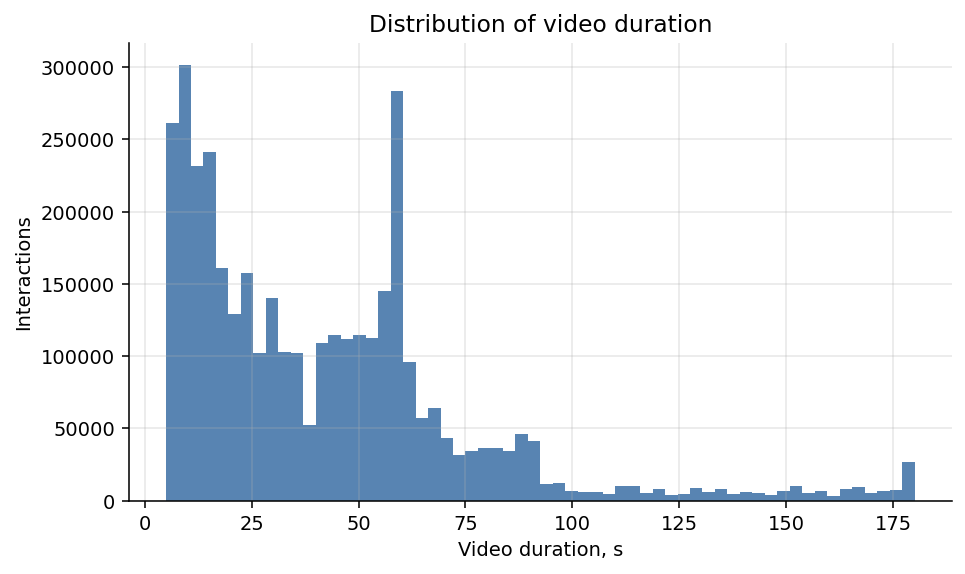 Distribution of video duration
300000
250000
200000
150000
100000
50000
0
Interactions
0 25 50 75 100 125 150 175
Video duration, s